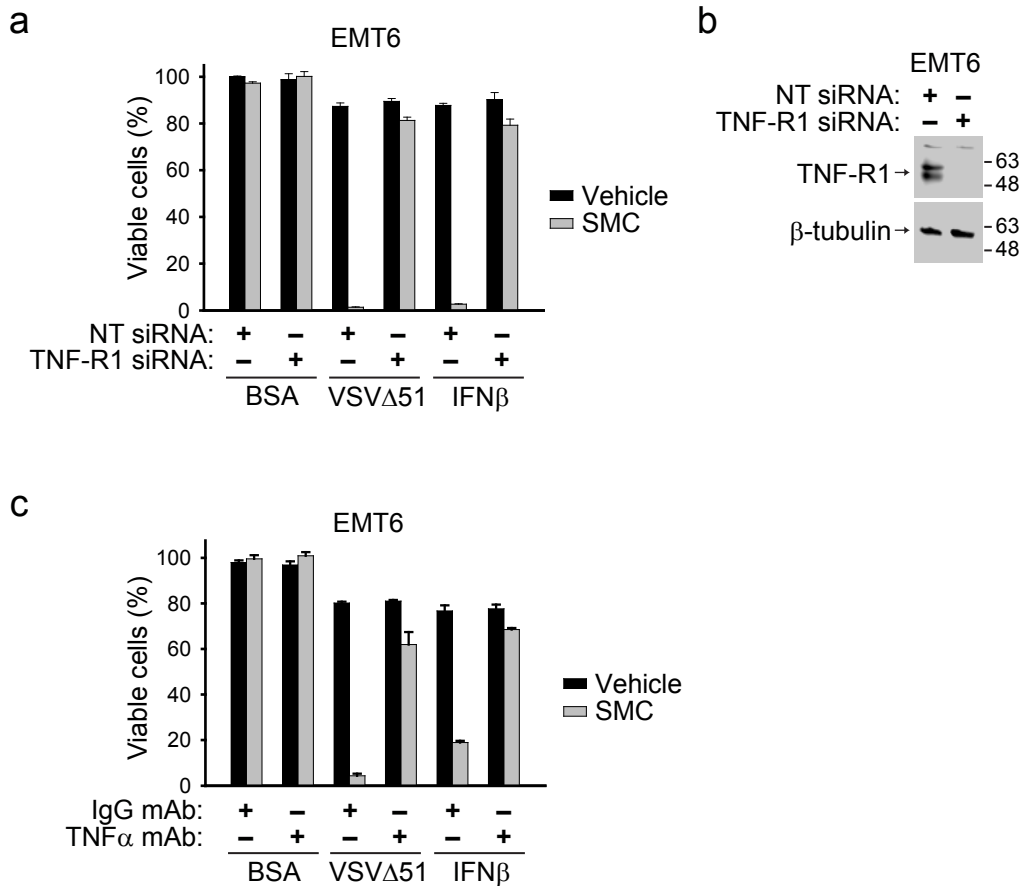 a
EMT6
Viable cells (%)
100
80
60
40
20
0
Vehicle
SMC
NT siRNA: + – + – + –
TNF-R1 siRNA: – + – + – +
BSA VSVΔ51 IFNβ
b
EMT6
NT siRNA: + –
TNF-R1 siRNA: – +
TNF-R1→
-63
-48
β-tubulin→
-63
-48
c
EMT6
Viable cells (%)
100
80
60
40
20
0
Vehicle
SMC
IgG mAb: + – + – + –
TNFα mAb: – + – + – +
BSA VSVΔ51 IFNβ